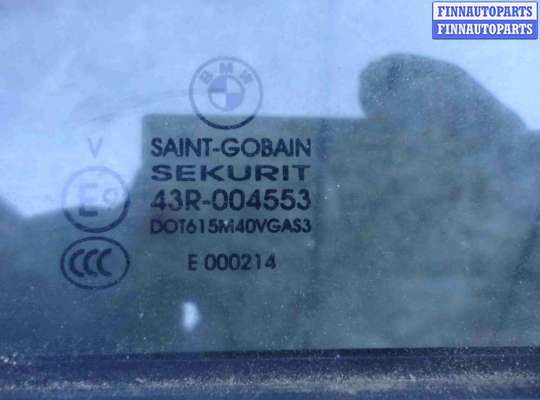 FINNAUTOPARTS
FINNAUTOPARTS
BMW
SAINT-GOBAIN
SEKURIT
V
E9
43R-004553
DOT615M40VGAS3
CCC
E 000214